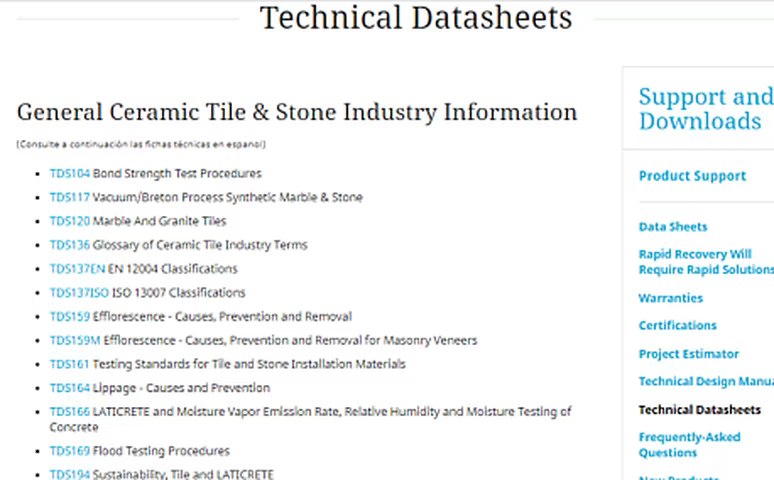 Technical Datasheets
General Ceramic Tile & Stone Industry Information
(Consulte a continuación las fichas técnicas en espanol)
TDS104 Bond Strength Test Procedures
TDS117 Vacuum/Breton Process Synthetic Marble & Stone
TDS120 Marble And Granite Tiles
TDS136 Glossary of Ceramic Tile Industry Terms
TDS137EN EN 12004 Classifications
TDS137ISO ISO 13007 Classifications
TDS159 Efflorescence - Causes, Prevention and Removal
TDS159M Efflorescence - Causes, Prevention and Removal for Masonry Veneers
TDS161 Testing Standards for Tile and Stone Installation Materials
TDS164 Lippage - Causes and Prevention
TDS166 LATICRETE and Moisture Vapor Emission Rate, Relative Humidity and Moisture Testing of
Concrete
TDS169 Flood Testing Procedures
TDS194 Sustainability, Tile and LATICRETE
Support and
Downloads
Product Support
Data Sheets
Rapid Recovery Will
Require Rapid Solutions
Warranties
Certifications
Project Estimator
Technical Design Manua
Technical Datasheets
Frequently-Asked
Questions
New Products